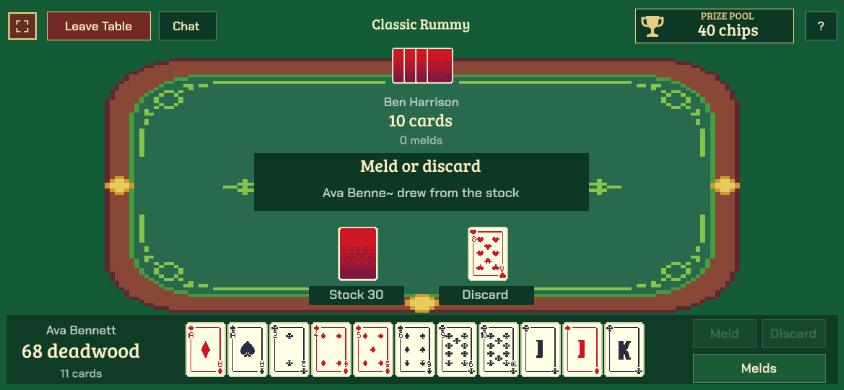 Leave Table
Chat
Classic Rummy
PRIZE POOL
40 chips
?
Ben Harrison
10 cards
0 melds
Meld or discard
Ava Benne~ drew from the stock
8
Stock 30
Discard
Ava Bennett
68 deadwood
11 cards
J
J
K
Meld
Discard
Melds